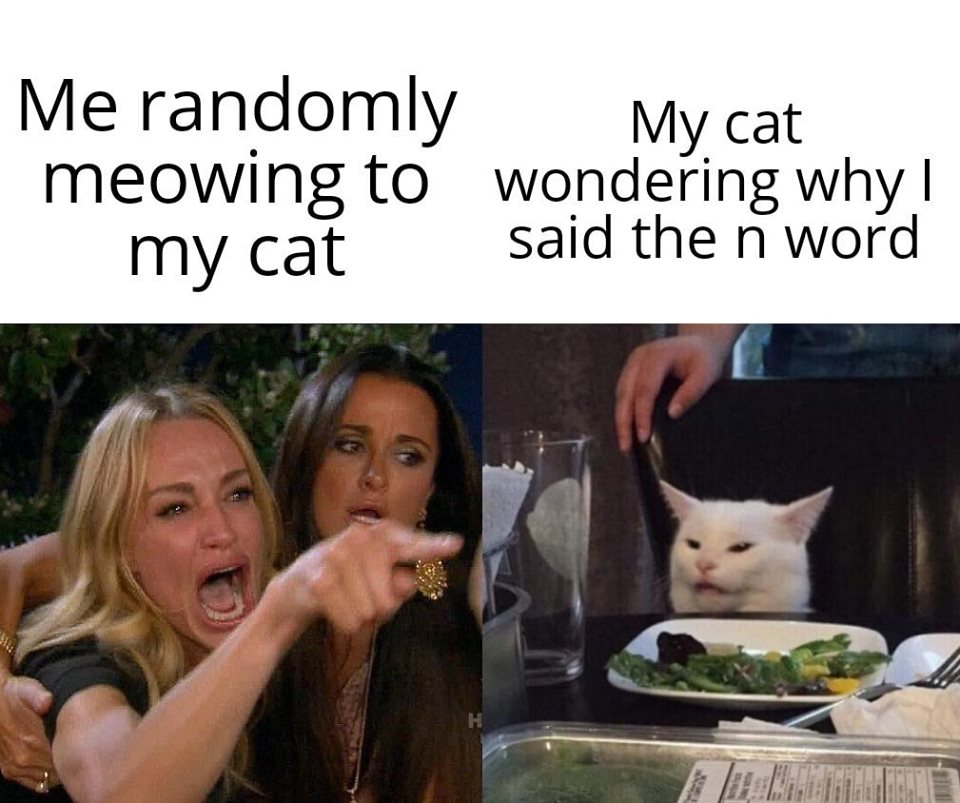 Me randomly
meowing to
my cat
My cat
wondering why I
said the n word
H